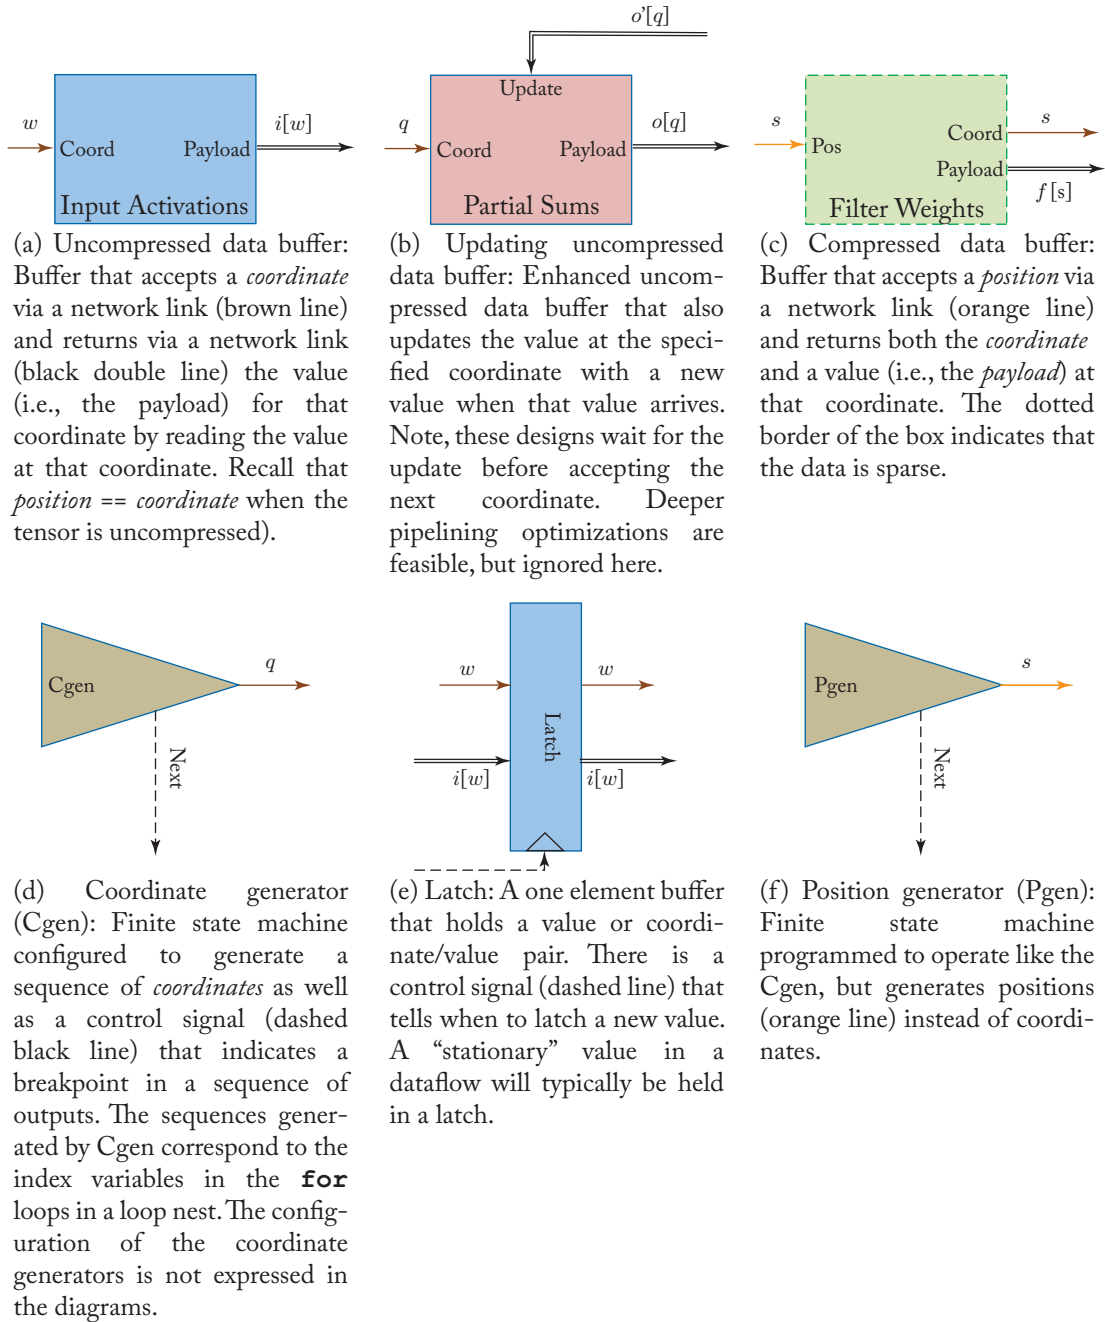 w
Coord
Payload
i[w]
Input Activations
(a) Uncompressed data buffer:
Buffer that accepts a coordinate
via a network link (brown line)
and returns via a network link
(black double line) the value
(i.e., the payload) for that
coordinate by reading the value
at that coordinate. Recall that
position == coordinate when the
tensor is uncompressed).
o’[q]
Update
q
Coord
Payload
o[q]
Partial Sums
(b) Updating uncompressed
data buffer: Enhanced uncom-
pressed data buffer that also
updates the value at the speci-
fied coordinate with a new
value when that value arrives.
Note, these designs wait for the
update before accepting the
next coordinate. Deeper
pipelining optimizations are
feasible, but ignored here.
s
Pos
Coord
s
Payload
f[s]
Filter Weights
(c) Compressed data buffer:
Buffer that accepts a position via
a network link (orange line)
and returns both the coordinate
and a value (i.e., the payload) at
that coordinate. The dotted
border of the box indicates that
the data is sparse.
Cgen
q
Next
(d) Coordinate generator
(Cgen): Finite state machine
configured to generate a
sequence of coordinates as well
as a control signal (dashed
black line) that indicates a
breakpoint in a sequence of
outputs. The sequences gener-
ated by Cgen correspond to the
index variables in the for
loops in a loop nest. The config-
uration of the coordinate
generators is not expressed in
the diagrams.
w
w
Latch
i[w]
i[w]
(e) Latch: A one element buffer
that holds a value or coordi-
nate/value pair. There is a
control signal (dashed line) that
tells when to latch a new value.
A “stationary” value in a
dataflow will typically be held
in a latch.
Pgen
s
Next
(f) Position generator (Pgen):
Finite state machine
programmed to operate like the
Cgen, but generates positions
(orange line) instead of coordi-
nates.